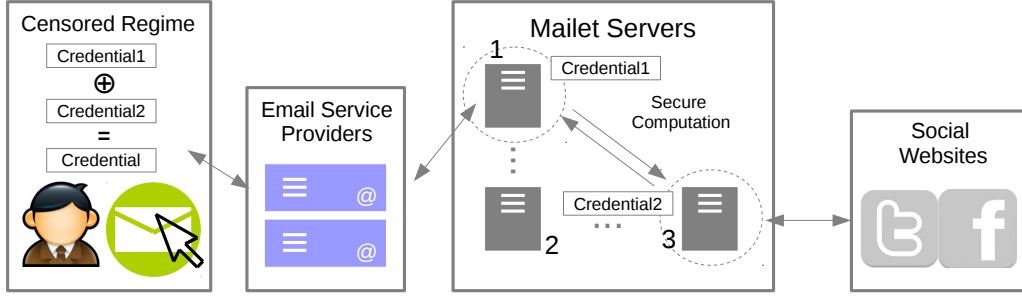 Censored Regime
Credential1
⊕
Credential2
=
Credential
Email Service
Providers
@
@
Mailet Servers
1
Credential1
Secure
Computation
Credential2
2
3
Social
Websites